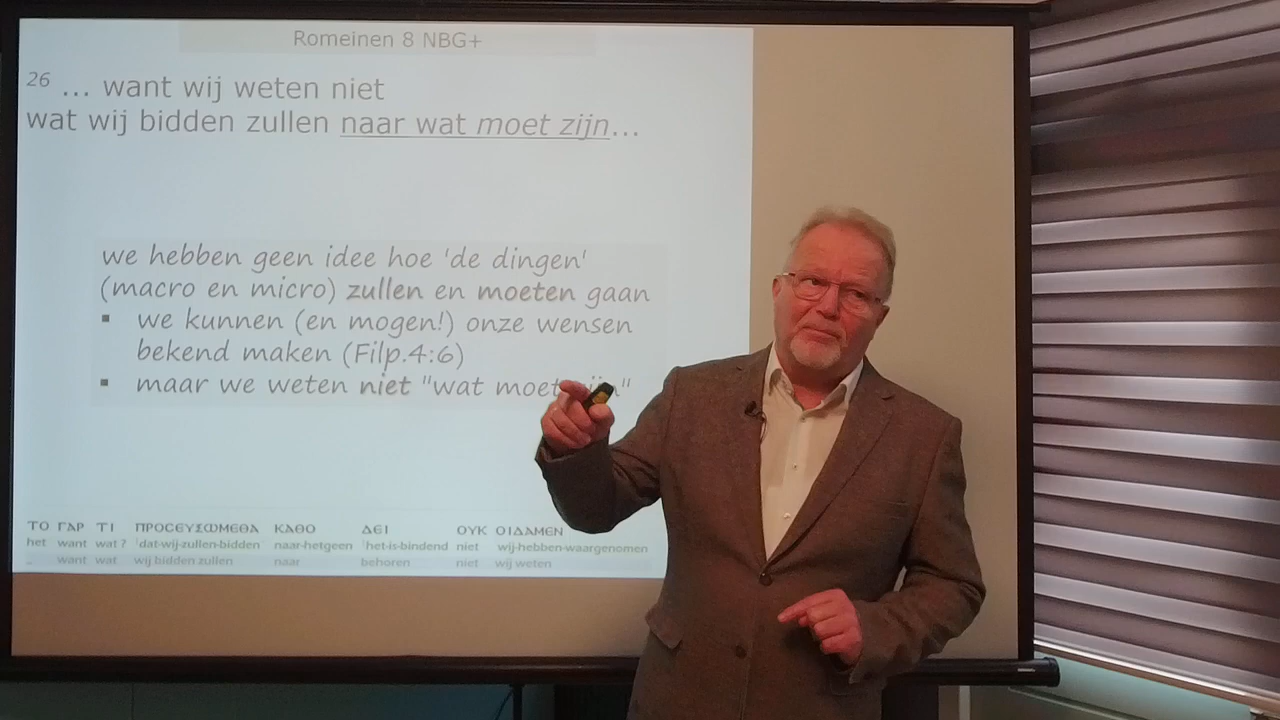 Romeinen 8 NBG+
26 ... want wij weten niet
wat wij bidden zullen naar wat moet zijn...
we hebben geen idee hoe 'de dingen'
(macro en micro) zullen en moeten gaan
▪ we kunnen (en mogen!) onze wensen
bekend maken (Filp.4:6)
▪ maar we weten niet "wat moet zijn"
ΤΟ ΓΑΡ ΤΙ ΠΡΟϹЄΥΞШΜЄΘΑ ΚΑΘΟ ΔЄΙ ΟΥΚ ΟΙΔΑΜЄΝ
het want wat ? dat-wij-zullen-bidden naar-hetgeen het-is-bindend niet wij-hebben-waargenomen
.. want wat wij bidden zullen naar behoren niet wij weten